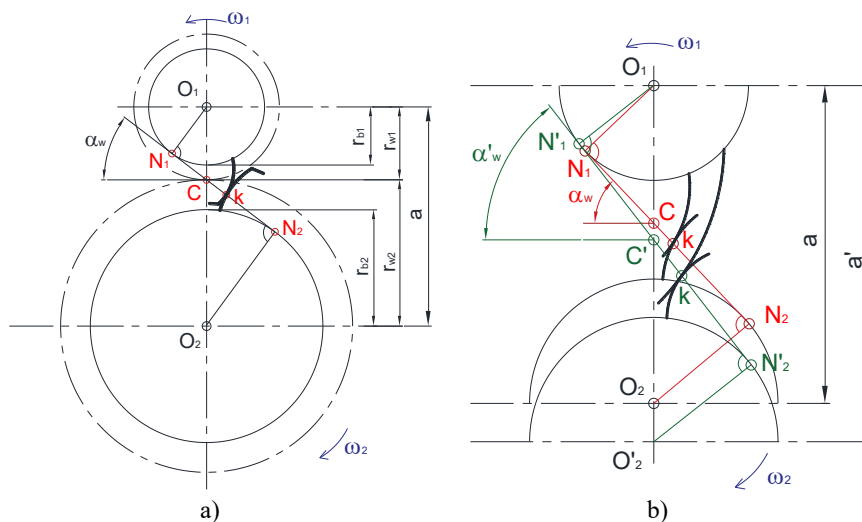 ω1
O1
αw
N1
rb1
rw1
C
k
a
N2
rb2
rw2
O2
ω2
a)
ω1
O1
N'1
N1
α'w
αw
C
k
C'
k
a
a'
N2
N'2
O2
O'2
ω2
b)